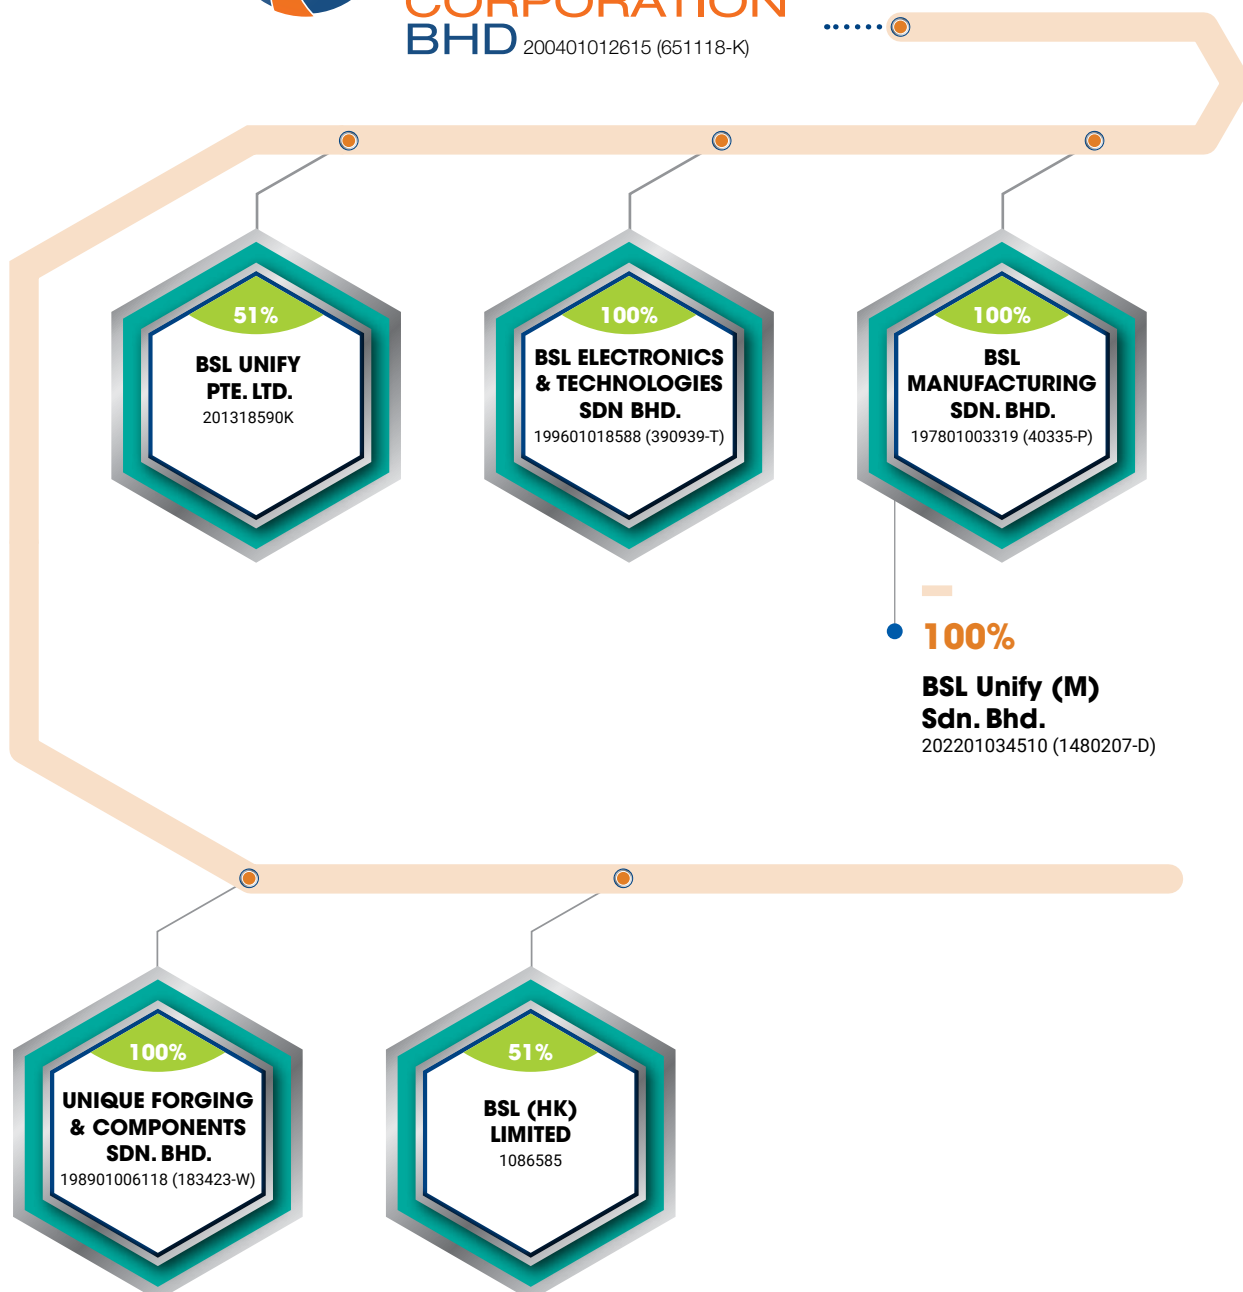 CORPORATION
BHD 200401012615 (651118-K)
51%
BSL UNIFY
PTE. LTD.
201318590K
100%
BSL ELECTRONICS
& TECHNOLOGIES
SDN BHD.
199601018588 (390939-T)
100%
BSL
MANUFACTURING
SDN. BHD.
197801003319 (40335-P)
100%
BSL Unify (M)
Sdn. Bhd.
202201034510 (1480207-D)
100%
UNIQUE FORGING
& COMPONENTS
SDN. BHD.
198901006118 (183423-W)
51%
BSL (HK)
LIMITED
1086585